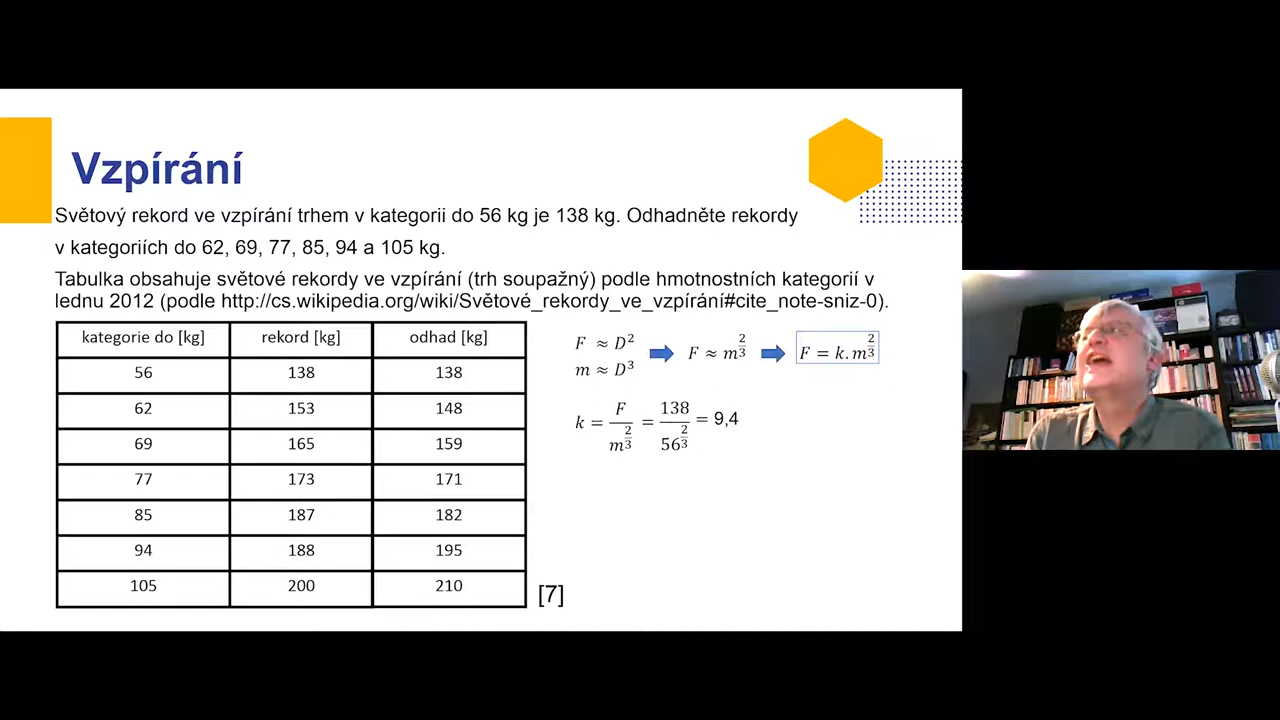 Vzpírání
Světový rekord ve vzpírání trhem v kategorii do 56 kg je 138 kg. Odhadněte rekordy
v kategoriích do 62, 69, 77, 85, 94 a 105 kg.
Tabulka obsahuje světové rekordy ve vzpírání (trh soupažný) podle hmotnostních kategorií v
lednu 2012 (podle http://cs.wikipedia.org/wiki/Světové_rekordy_ve_vzpírání#cite_note-sniz-0).
kategorie do [kg] rekord [kg] odhad [kg]
56 138 138
62 153 148
69 165 159
77 173 171
85 187 182
94 188 195
105 200 210
[7]
F ≈ D²
m ≈ D³
F ≈ m^(2/3)
F = k.m^(2/3)
k = F/m^(2/3) = 138/56^(2/3) = 9,4